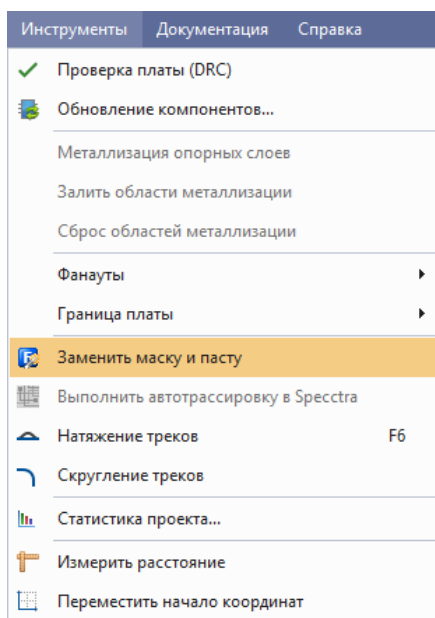 Инструменты Документация Справка
Проверка платы (DRC)
Обновление компонентов...
Металлизация опорных слоев
Залить области металлизации
Сброс областей металлизации
Фанауты
Граница платы
Заменить маску и пасту
Выполнить автотрассировку в Specctra
Натяжение треков F6
Скругление треков
Статистика проекта...
Измерить расстояние
Переместить начало координат